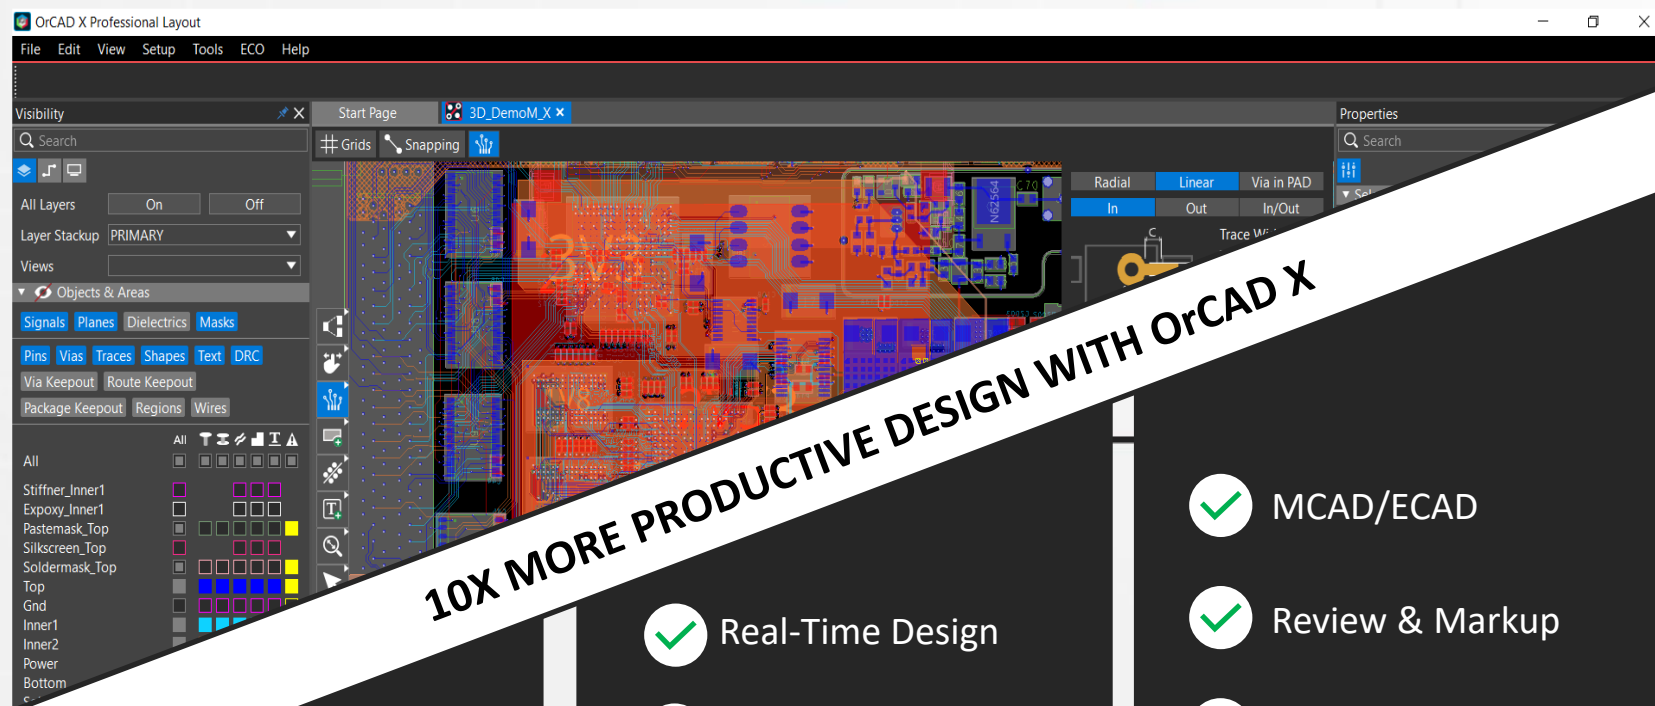 OrCAD X Professional Layout
File Edit View Setup Tools ECO Help
Visibility
Search
All Layers On Off
Layer Stackup PRIMARY
Views
Objects & Areas
Signals Planes Dielectrics Masks
Pins Vias Traces Shapes Text DRC
Via Keepout Route Keepout
Package Keepout Regions Wires
All
All
Stiffner_Inner1
Expoxy_Inner1
Pastemask_Top
Silkscreen_Top
Soldermask_Top
Top
Gnd
Inner1
Inner2
Power
Bottom
Start Page 3D_DemoM_X
Grids Snapping
N62564
Radial Linear Via in PAD
In Out In/Out
C
Trace
Properties
Search
10X MORE PRODUCTIVE DESIGN WITH OrCAD X
Real-Time Design
MCAD/ECAD
Review & Markup